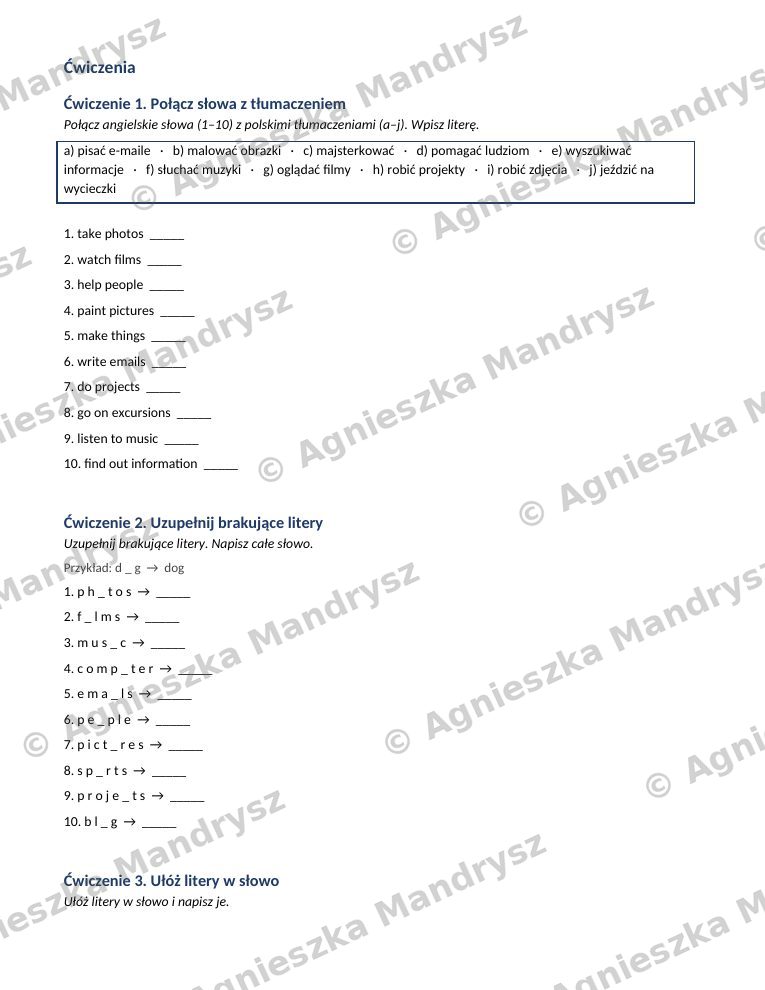 Ćwiczenia
Ćwiczenie 1. Połącz słowa z tłumaczeniem
Połącz angielskie słowa (1–10) z polskimi tłumaczeniami (a–j). Wpisz literę.
a) pisać e-maile · b) malować obrazki · c) majsterkować · d) pomagać ludziom · e) wyszukiwać
informacje · f) słuchać muzyki · g) oglądać filmy · h) robić projekty · i) robić zdjęcia · j) jeździć na
wycieczki
1. take photos _____
2. watch films _____
3. help people _____
4. paint pictures _____
5. make things _____
6. write emails _____
7. do projects _____
8. go on excursions _____
9. listen to music _____
10. find out information _____
Ćwiczenie 2. Uzupełnij brakujące litery
Uzupełnij brakujące litery. Napisz całe słowo.
Przykład: d _ g → dog
1. p h _ t o s → _____
2. f _ l m s → _____
3. m u s _ c → _____
4. c o m p _ t e r → _____
5. e m a _ l s → _____
6. p e _ p l e → _____
7. p i c t _ r e s → _____
8. s p _ r t s → _____
9. p r o j e _ t s → _____
10. b l _ g → _____
Ćwiczenie 3. Ułóż litery w słowo
Ułóż litery w słowo i napisz je.
© Agnieszka Mandrysz